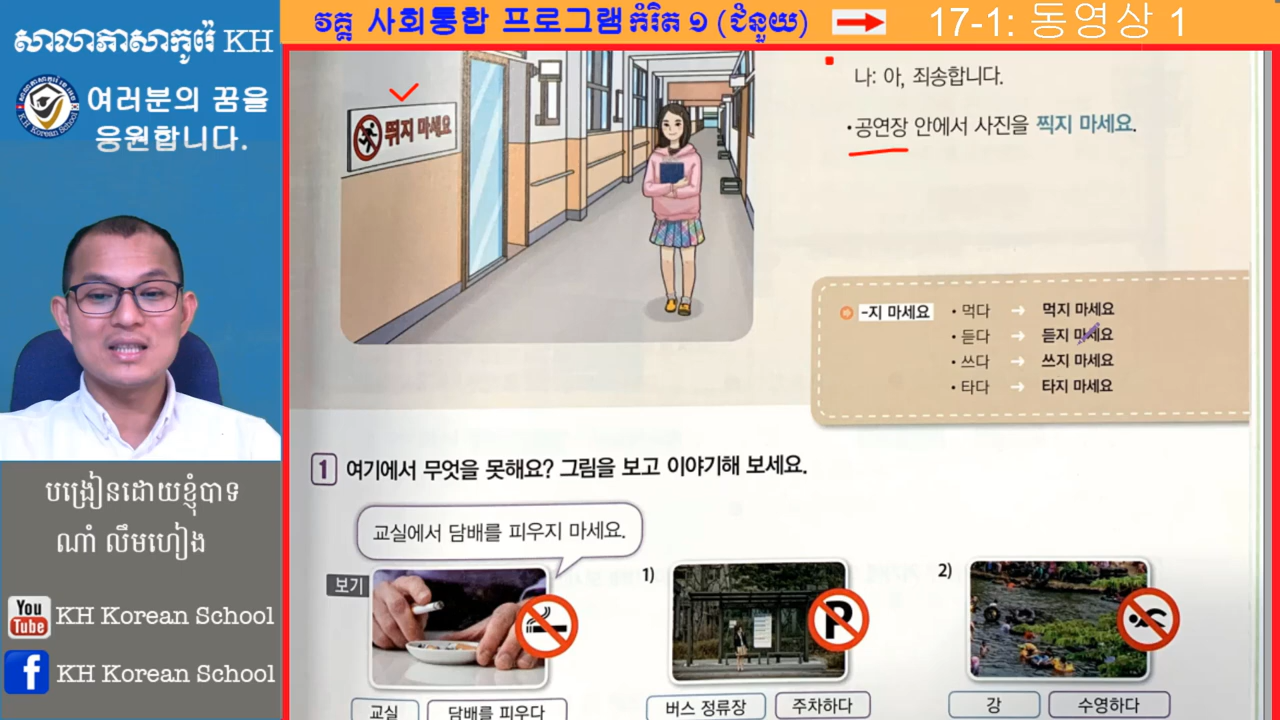 សាលាភាសាកូរ៉េ KH
KH Korean School
여러분의 꿈을
응원합니다.
បង្រៀនដោយខ្ញុំបាទ
ណាំ លឹមហៀង
You
Tube
KH Korean School
f
KH Korean School
វគ្គ 사회통합 프로그램 កំរិត ១ (ជំនួយ)
17-1: 동영상 1
뛰지 마세요
나: 아, 죄송합니다.
•공연장 안에서 사진을 찍지 마세요.
-지 마세요
• 먹다 → 먹지 마세요
• 듣다 → 듣지 마세요
• 쓰다 → 쓰지 마세요
• 타다 → 타지 마세요
1 여기에서 무엇을 못해요? 그림을 보고 이야기해 보세요.
교실에서 담배를 피우지 마세요.
보기
교실 담배를 피우다
1)
P
버스 정류장 주차하다
2)
강 수영하다